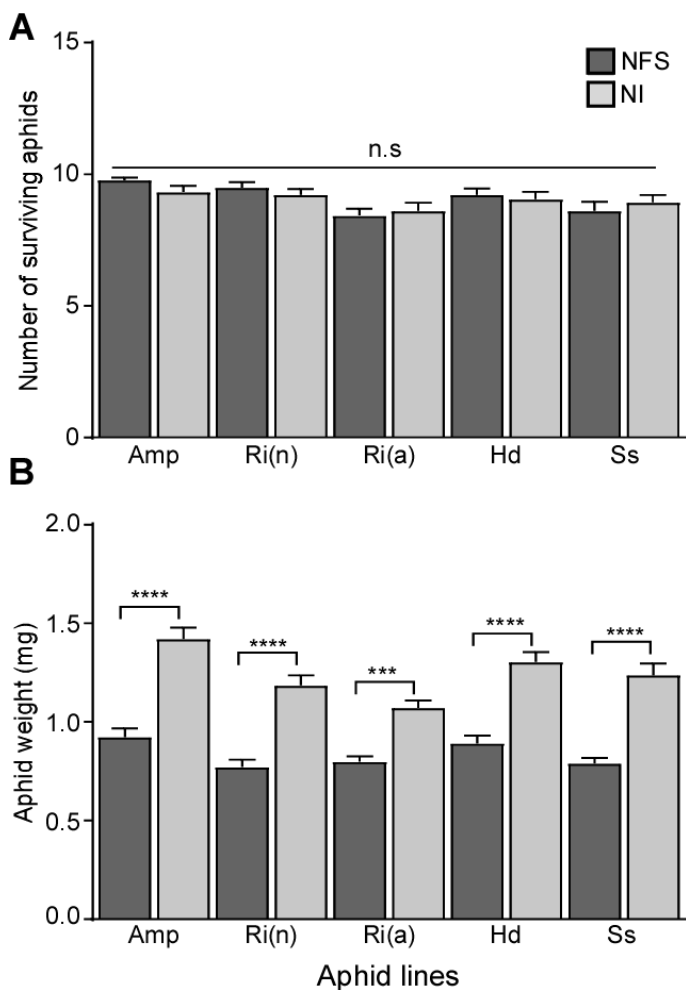 A
15
NFS
NI
n.s
10
5
0
Number of surviving aphids
Amp Ri(n) Ri(a) Hd Ss
B
2.0
****
****
***
****
****
1.5
1.0
0.5
0.0
Aphid weight (mg)
Amp Ri(n) Ri(a) Hd Ss
Aphid lines